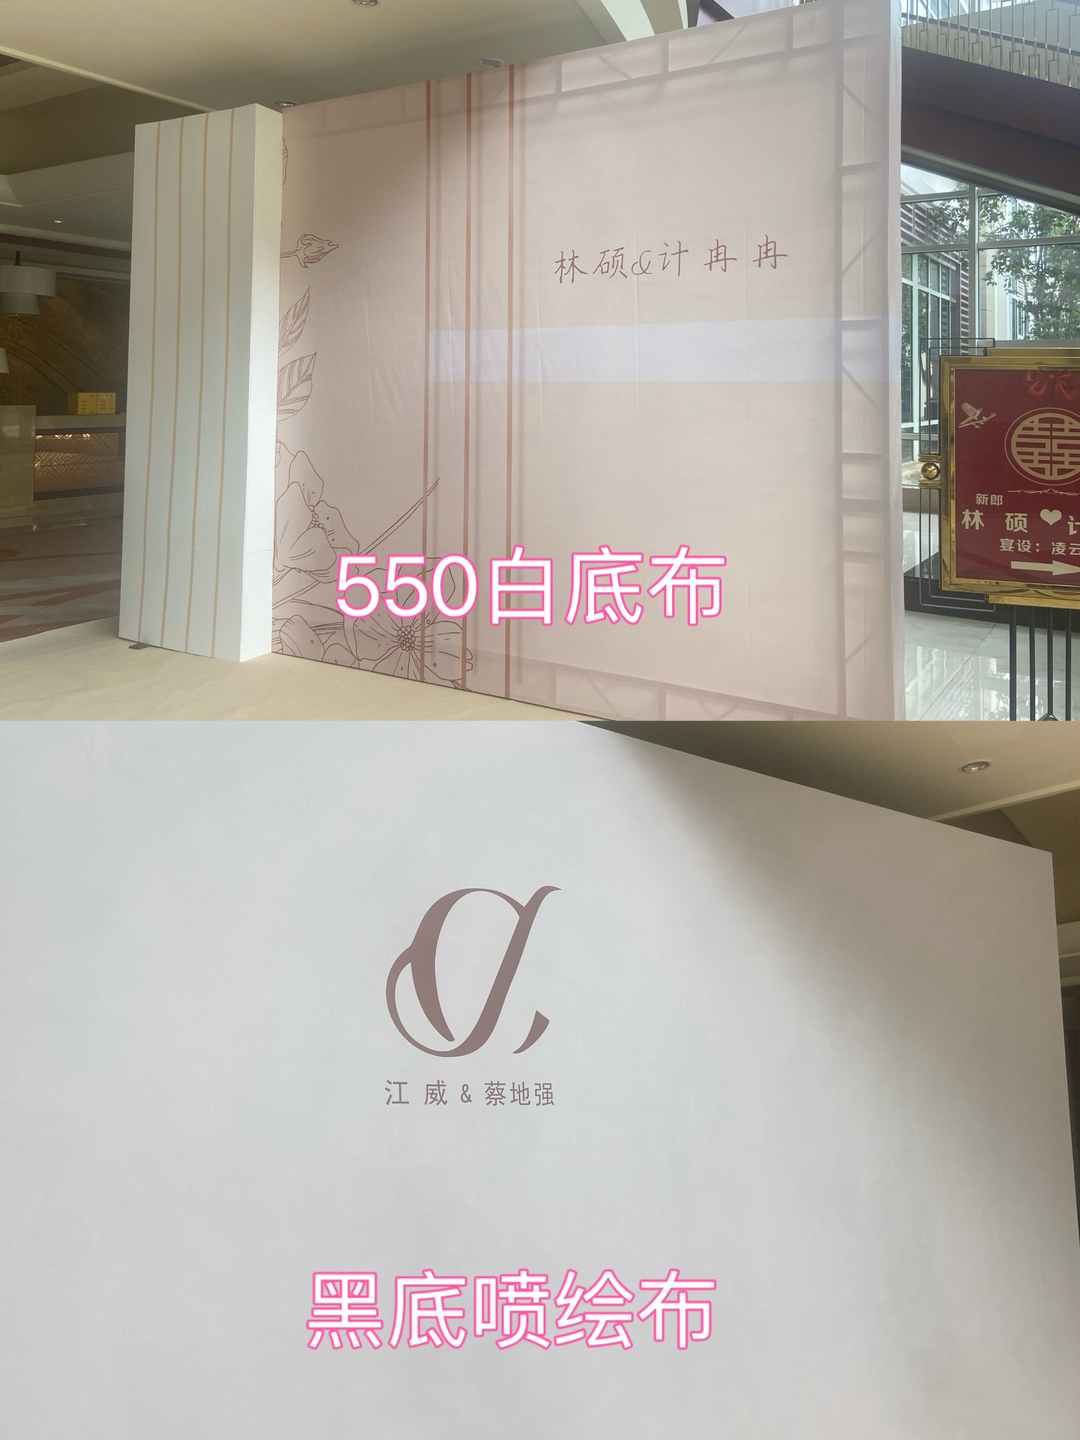 林硕&计冉冉
新郎
林 硕 ❤
宴设：凌云
550白底布
江 威 & 蔡地强
黑底喷绘布